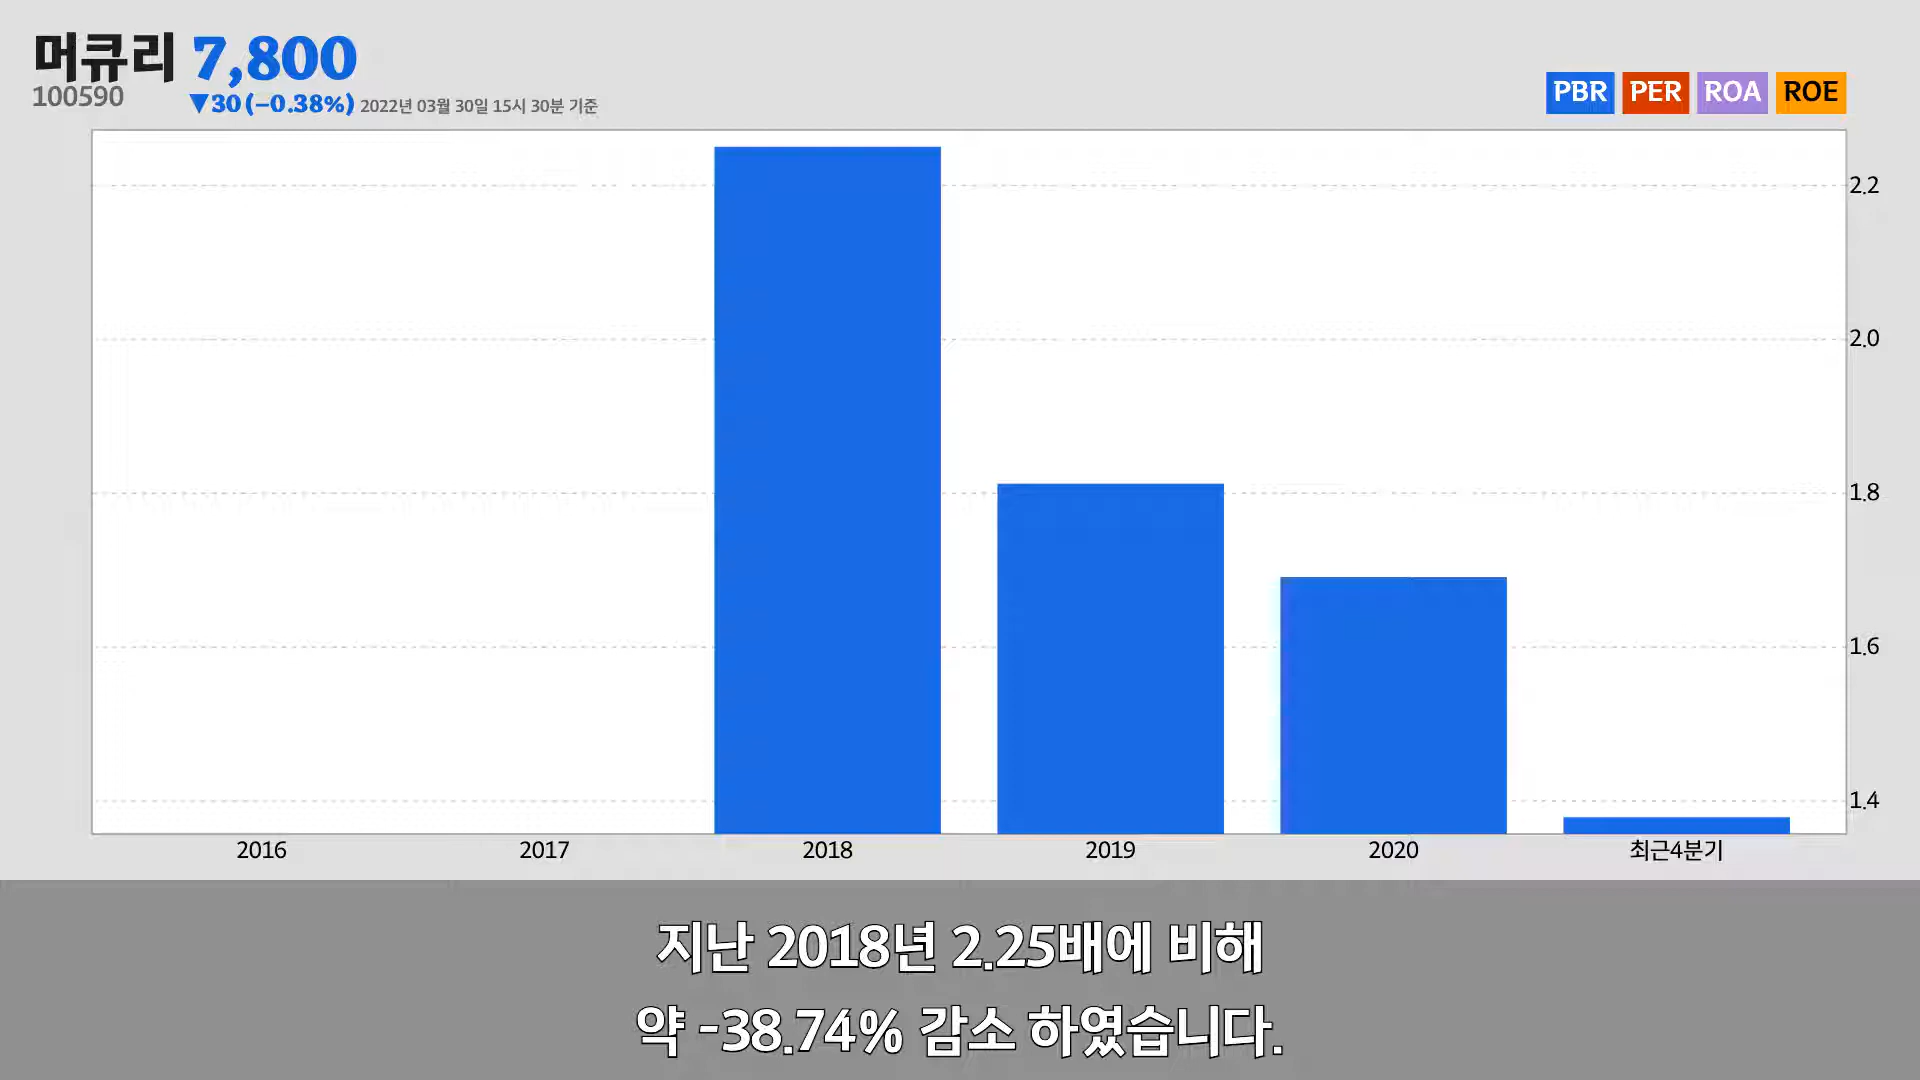 머큐리 7,800
100590 ▼30 (−0.38%) 2022년 03월 30일 15시 30분 기준
PBR PER ROA ROE
2.2
2.0
1.8
1.6
1.4
2016 2017 2018 2019 2020 최근4분기
지난 2018년 2.25배에 비해
약 -38.74% 감소 하였습니다.